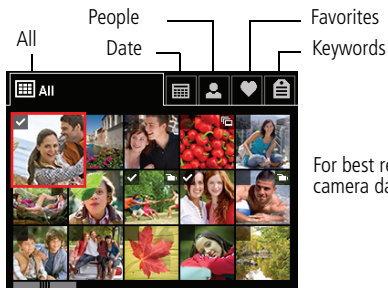 People
Favorites
All
Date
Keywords
All
For best re
camera da